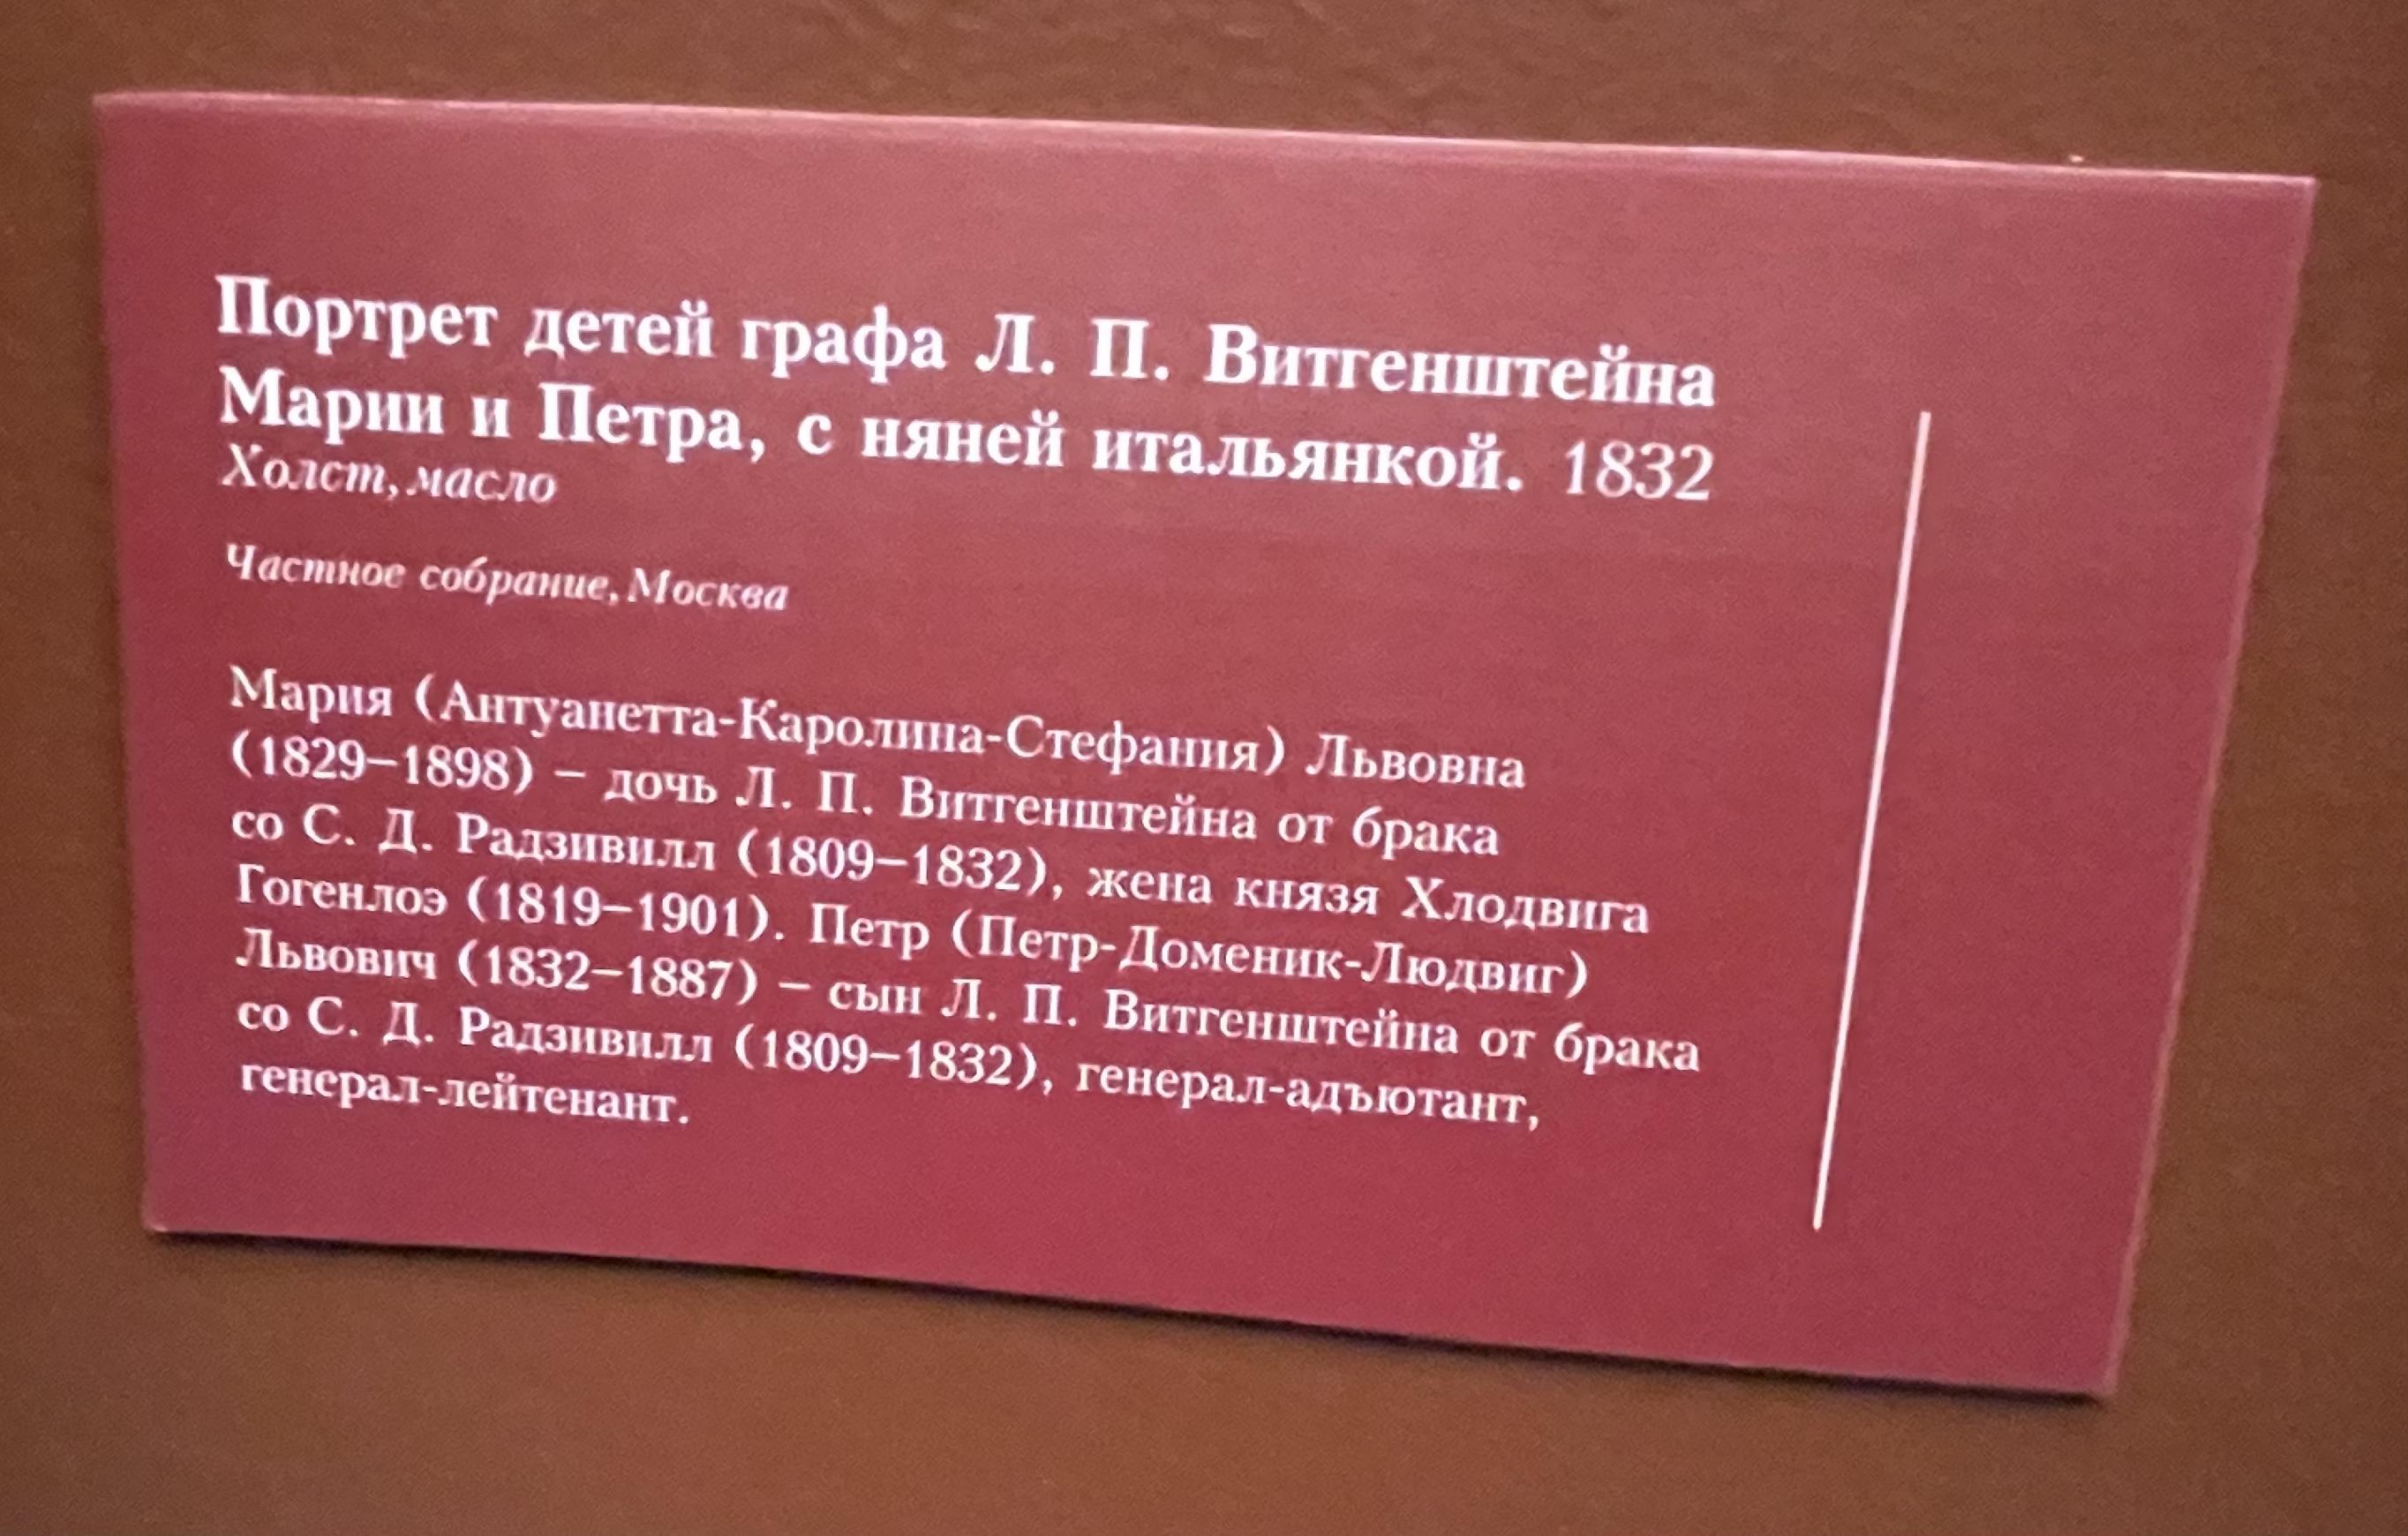 Портрет детей графа Л. П. Витгенштейна
Марии и Петра, с няней итальянкой. 1832
Холст, масло
Частное собрание, Москва
Мария (Антуанетта-Каролина-Стефания) Львовна
(1829–1898) – дочь Л. П. Витгенштейна от брака
со С. Д. Радзивилл (1809–1832), жена князя Хлодвига
Гогенлоэ (1819–1901). Петр (Петр-Доменик-Людвиг)
Львович (1832–1887) – сын Л. П. Витгенштейна от брака
со С. Д. Радзивилл (1809–1832), генерал-адъютант,
генерал-лейтенант.